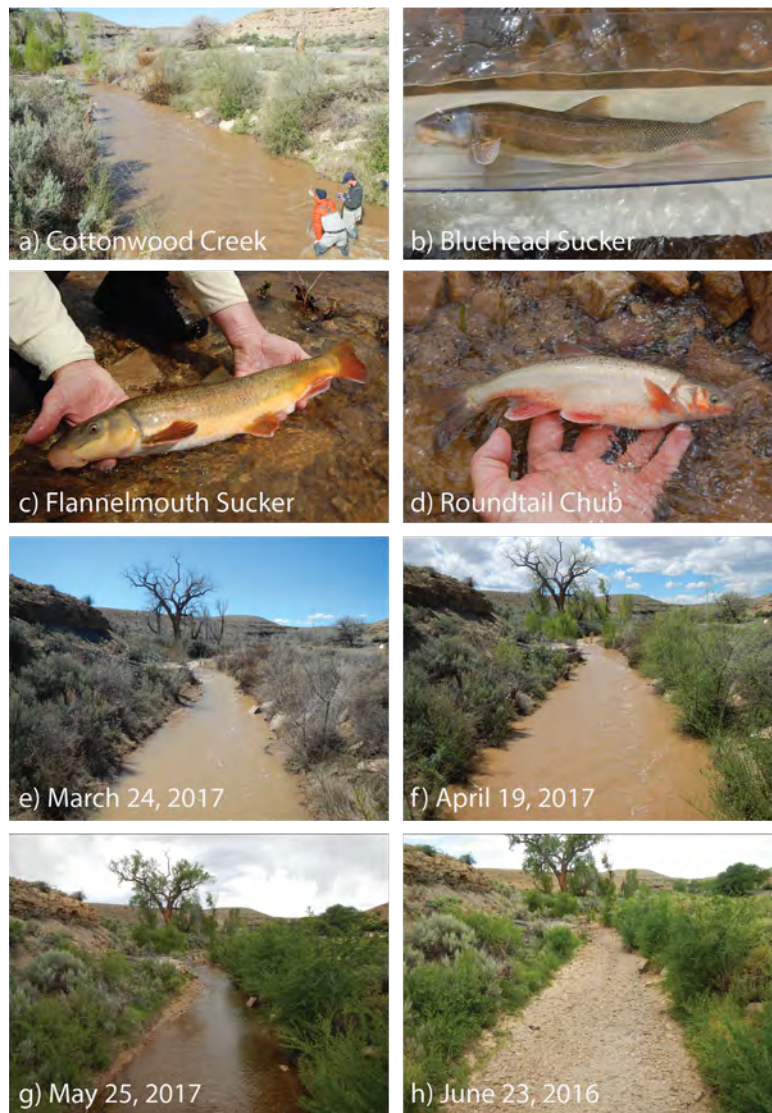 a) Cottonwood Creek
b) Bluehead Sucker
c) Flannelmouth Sucker
d) Roundtail Chub
e) March 24, 2017
f) April 19, 2017
g) May 25, 2017
h) June 23, 2016